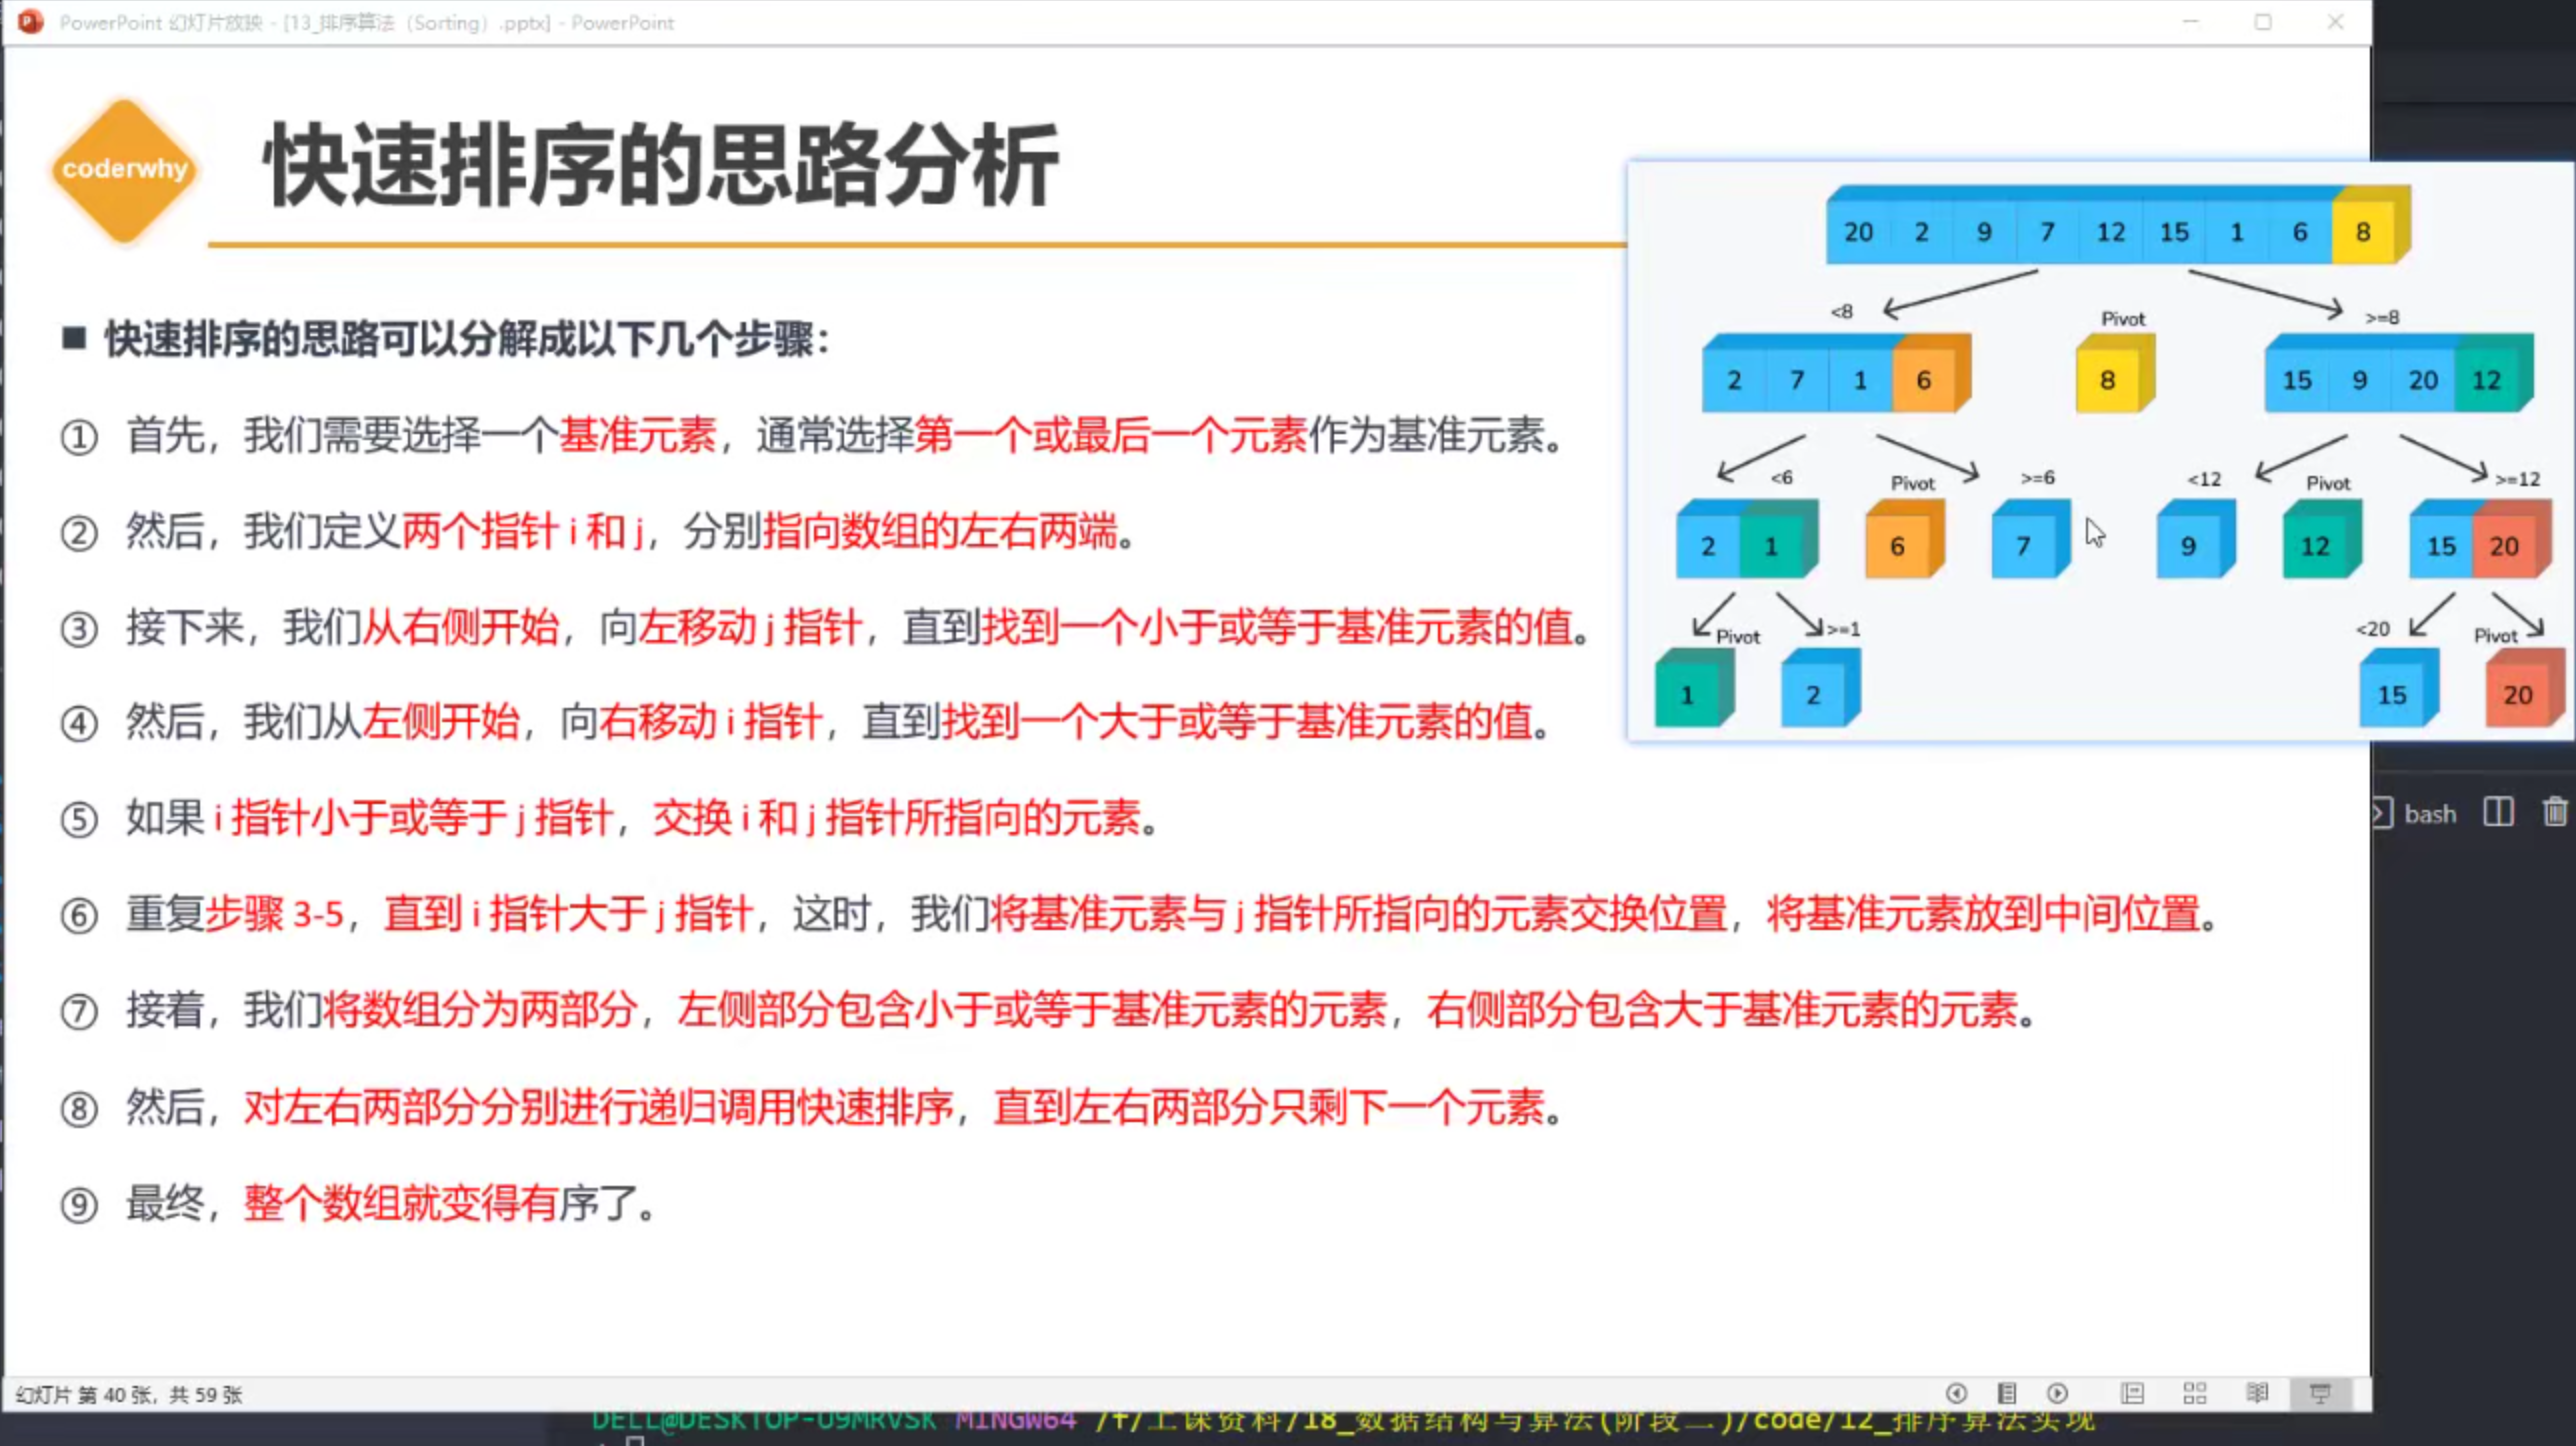 PowerPoint 幻灯片放映 - [13_排序算法（Sorting）.pptx] - PowerPoint
coderwhy
快速排序的思路分析
■ 快速排序的思路可以分解成以下几个步骤：
① 首先，我们需要选择一个基准元素，通常选择第一个或最后一个元素作为基准元素。
② 然后，我们定义两个指针 i 和 j，分别指向数组的左右两端。
③ 接下来，我们从右侧开始，向左移动 j 指针，直到找到一个小于或等于基准元素的值。
④ 然后，我们从左侧开始，向右移动 i 指针，直到找到一个大于或等于基准元素的值。
⑤ 如果 i 指针小于或等于 j 指针，交换 i 和 j 指针所指向的元素。
⑥ 重复步骤 3-5，直到 i 指针大于 j 指针，这时，我们将基准元素与 j 指针所指向的元素交换位置，将基准元素放到中间位置。
⑦ 接着，我们将数组分为两部分，左侧部分包含小于或等于基准元素的元素，右侧部分包含大于基准元素的元素。
⑧ 然后，对左右两部分分别进行递归调用快速排序，直到左右两部分只剩下一个元素。
⑨ 最终，整个数组就变得有序了。
20 2 9 7 12 15 1 6 8
<8 Pivot >=8
2 7 1 6 8 15 9 20 12
<6 Pivot >=6 <12 Pivot >=12
2 1 6 7 9 12 15 20
Pivot >=1 <20 Pivot
1 2 15 20
bash
幻灯片 第 40 张，共 59 张
DELL@DESKTOP-U9MRVSK MINGW64 /f/上课资料/18_数据结构与算法(阶段二)/code/12_排序算法实现